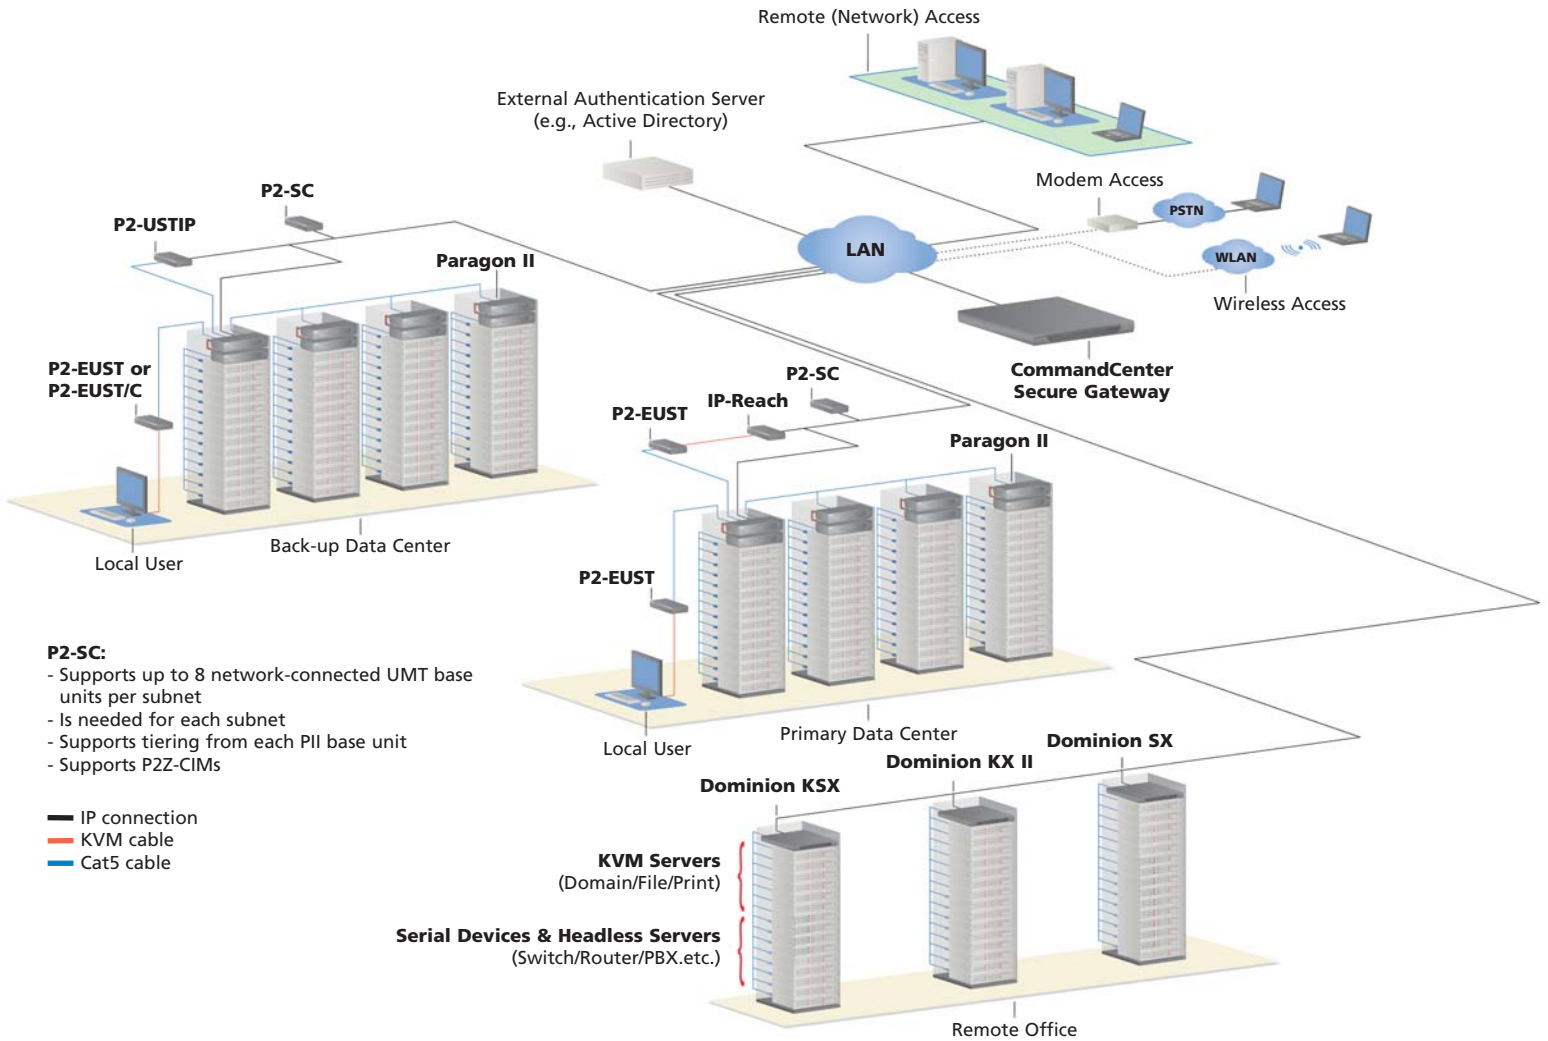 Remote (Network) Access
External Authentication Server
(e.g., Active Directory)
P2-SC
P2-USTIP
Modem Access
PSTN
LAN
WLAN
Wireless Access
Paragon II
P2-EUST or
P2-EUST/C
CommandCenter
Secure Gateway
P2-SC
IP-Reach
P2-EUST
Paragon II
Back-up Data Center
Local User
P2-EUST
P2-SC:
- Supports up to 8 network-connected UMT base
units per subnet
- Is needed for each subnet
- Supports tiering from each PII base unit
- Supports P2Z-CIMs
Local User
Primary Data Center
Dominion SX
Dominion KX II
Dominion KSX
IP connection
KVM cable
Cat5 cable
KVM Servers
(Domain/File/Print)
Serial Devices & Headless Servers
(Switch/Router/PBX.etc.)
Remote Office